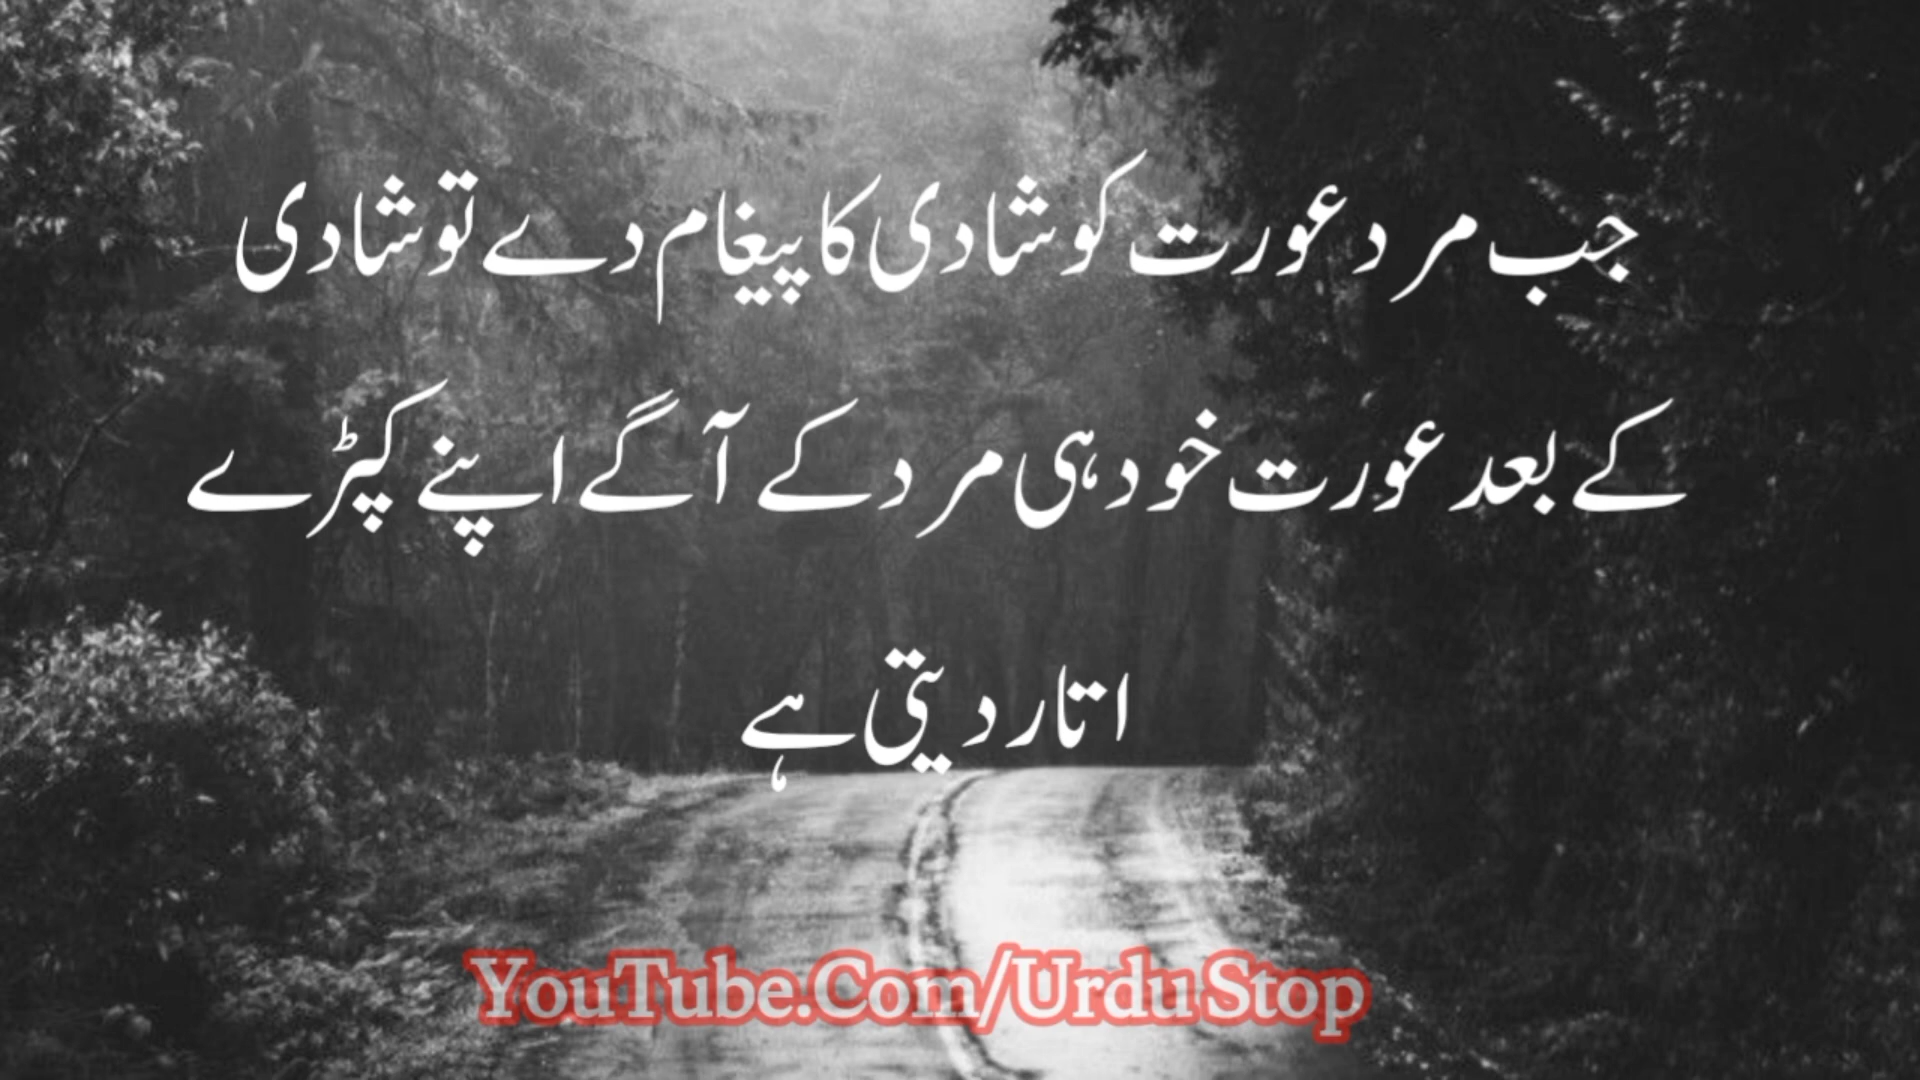 جب مرد عورت کو شادی کا پیغام دے تو شادی
کے بعد عورت خود ہی مرد کے آگے اپنے کپڑے
اتار دیتی ہے
YouTube.Com/Urdu Stop